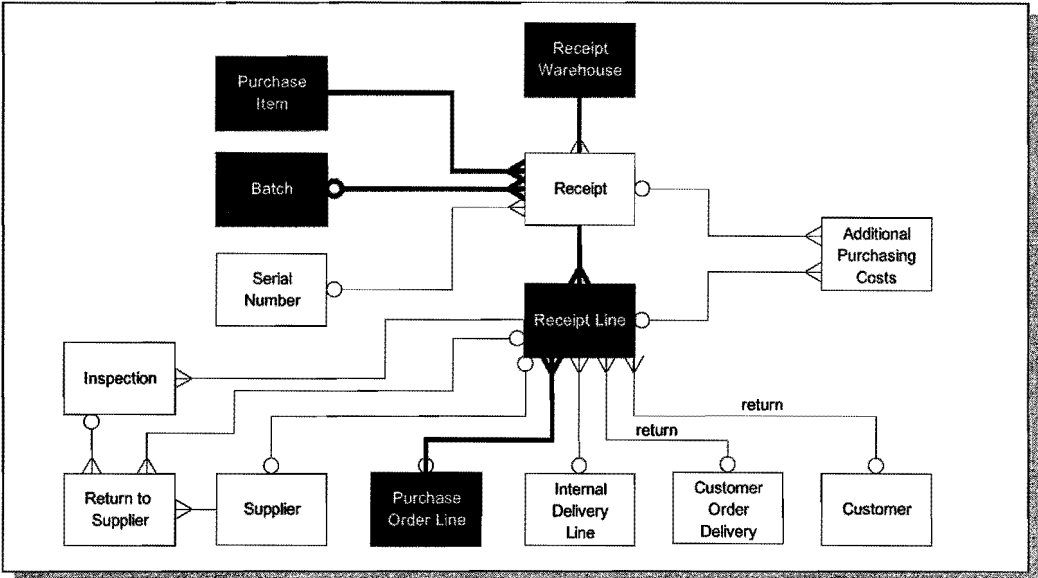 Receipt
Warehouse
Purchase
Item
Batch
Receipt
Additional
Purchasing
Costs
Serial
Number
Receipt Line
Inspection
return
return
Return to
Supplier
Supplier
Purchase
Order Line
Internal
Delivery
Line
Customer
Order
Delivery
Customer